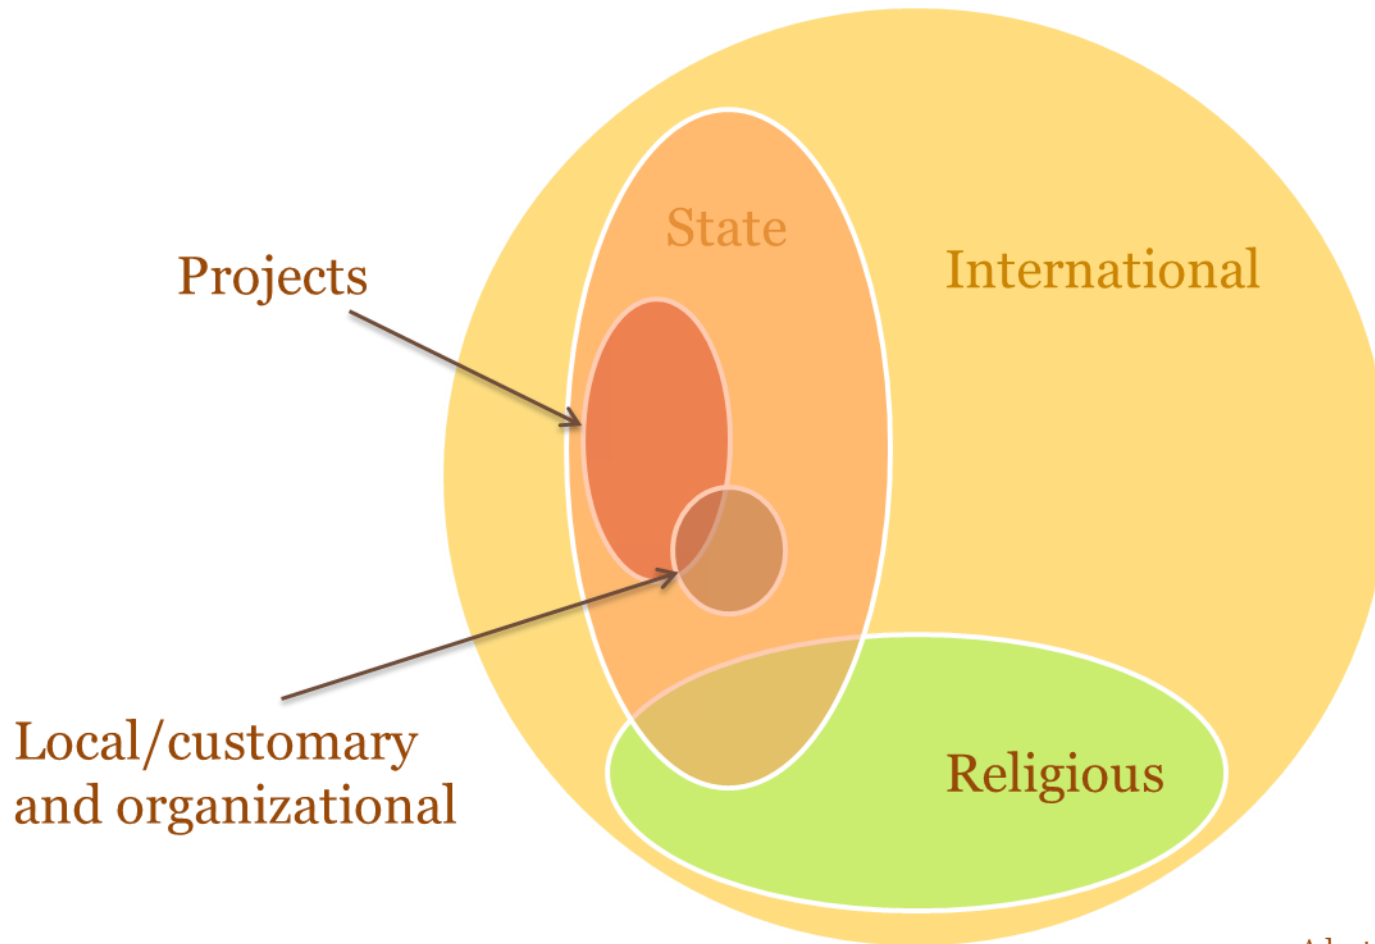 State
International
Projects
Local/customary
and organizational
Religious